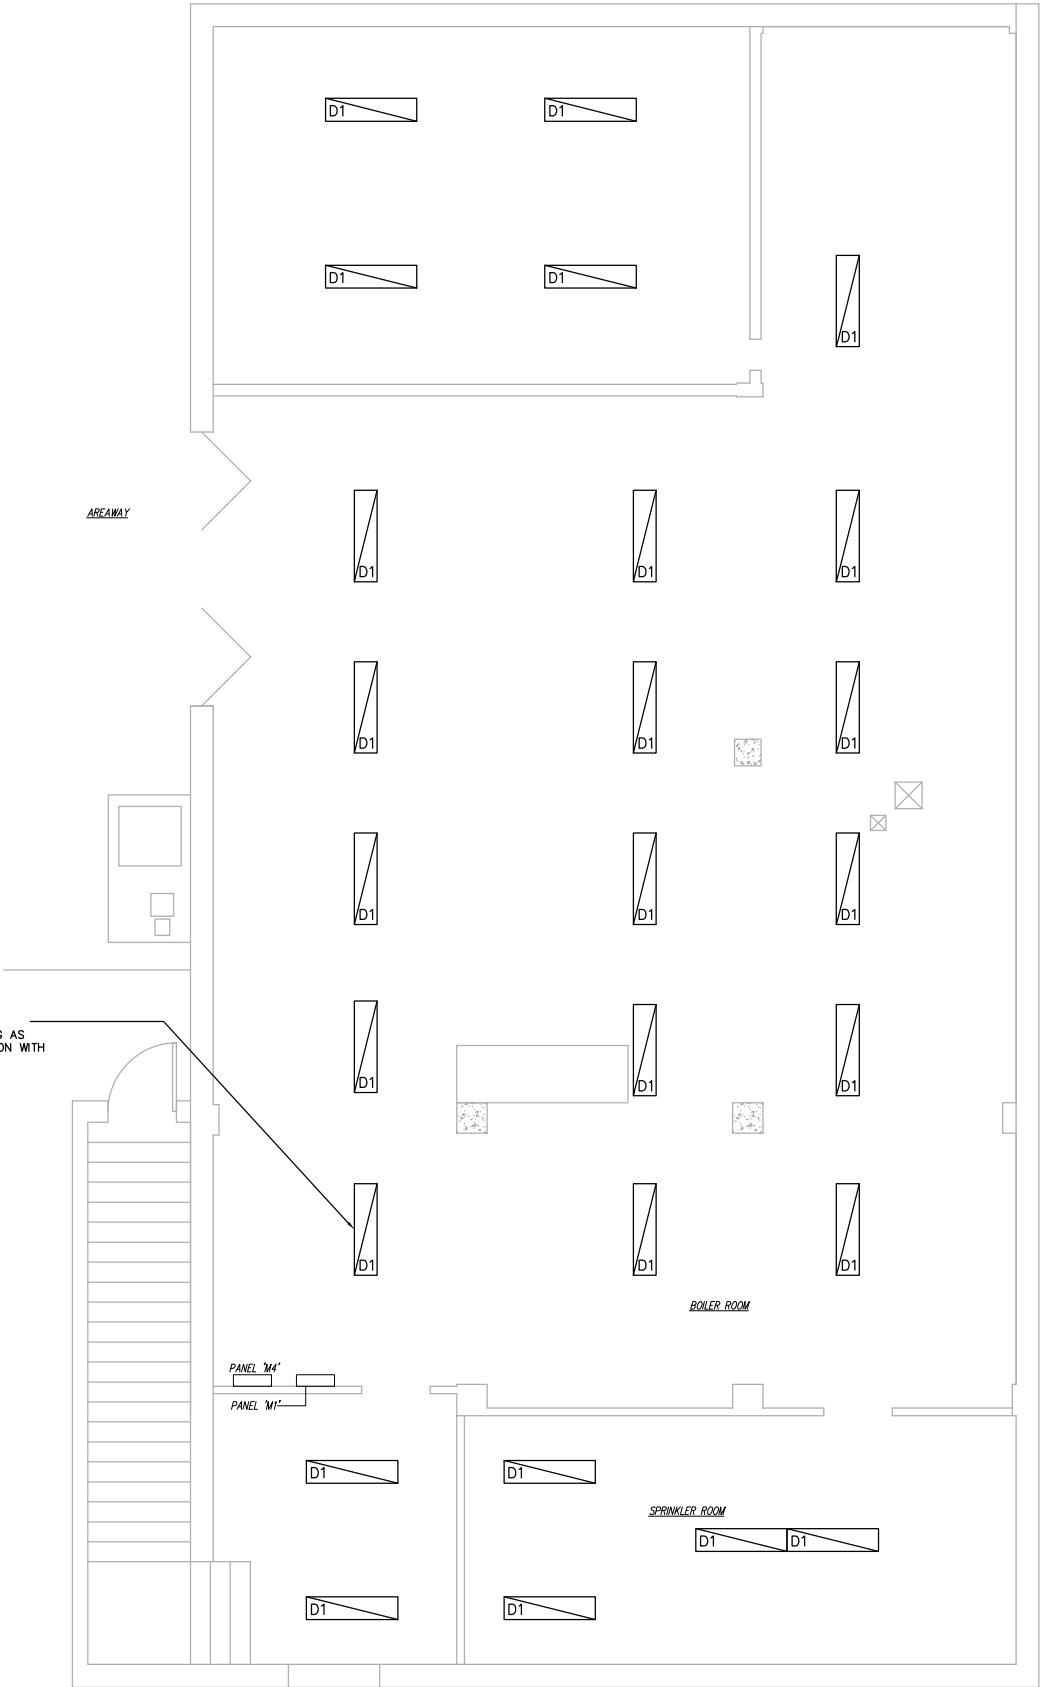 D1 D1
D1 D1
D1
AREAWAY
D1 D1 D1
D1 D1 D1
D1 D1 D1
G AS
ON WITH
D1 D1 D1
D1 D1 D1
BOILER ROOM
PANEL 'M4'
PANEL 'M1'
D1 D1
SPRINKLER ROOM
D1 D1
D1 D1